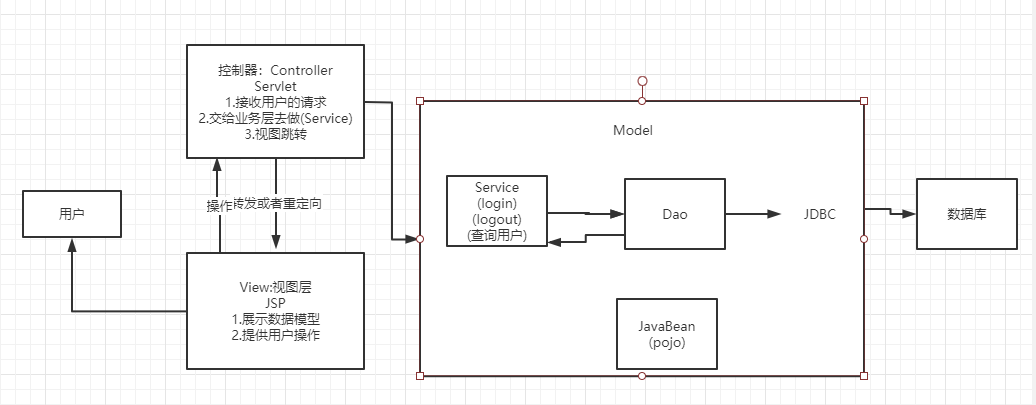 控制器：Controller
Servlet
1.接收用户的请求
2.交给业务层去做(Service)
3.视图跳转
操作
转发或者重定向
用户
View:视图层
JSP
1.展示数据模型
2.提供用户操作
Model
Service
(login)
(logout)
(查询用户)
Dao
JDBC
JavaBean
(pojo)
数据库